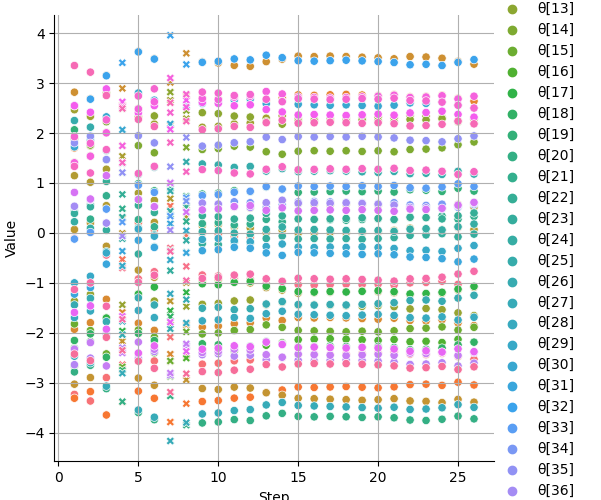 4
3
2
1
0
−1
−2
−3
−4
Value
0
5
10
15
20
25
Step
θ[13]
θ[14]
θ[15]
θ[16]
θ[17]
θ[18]
θ[19]
θ[20]
θ[21]
θ[22]
θ[23]
θ[24]
θ[25]
θ[26]
θ[27]
θ[28]
θ[29]
θ[30]
θ[31]
θ[32]
θ[33]
θ[34]
θ[35]
θ[36]